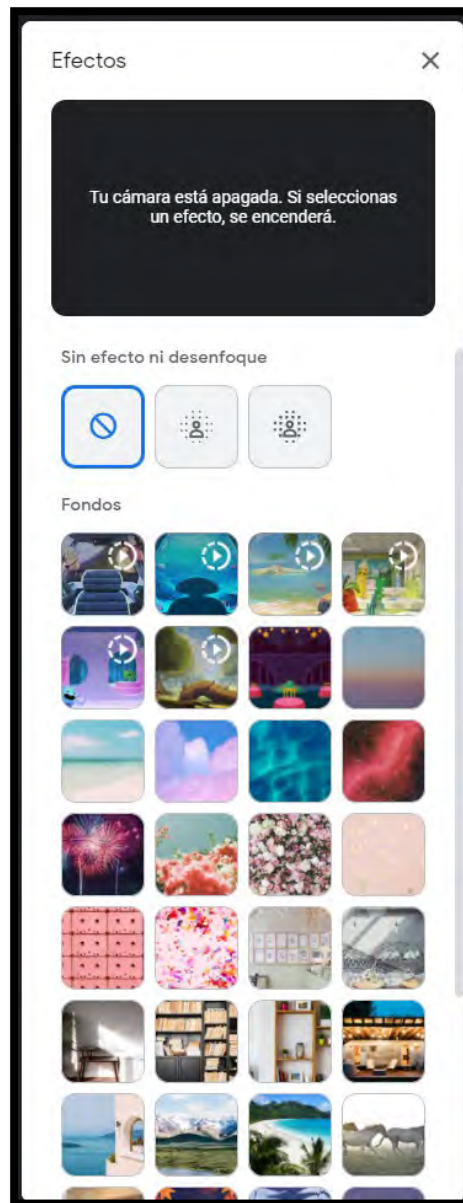 Efectos
Tu cámara está apagada. Si seleccionas
un efecto, se encenderá.
Sin efecto ni desenfoque
Fondos